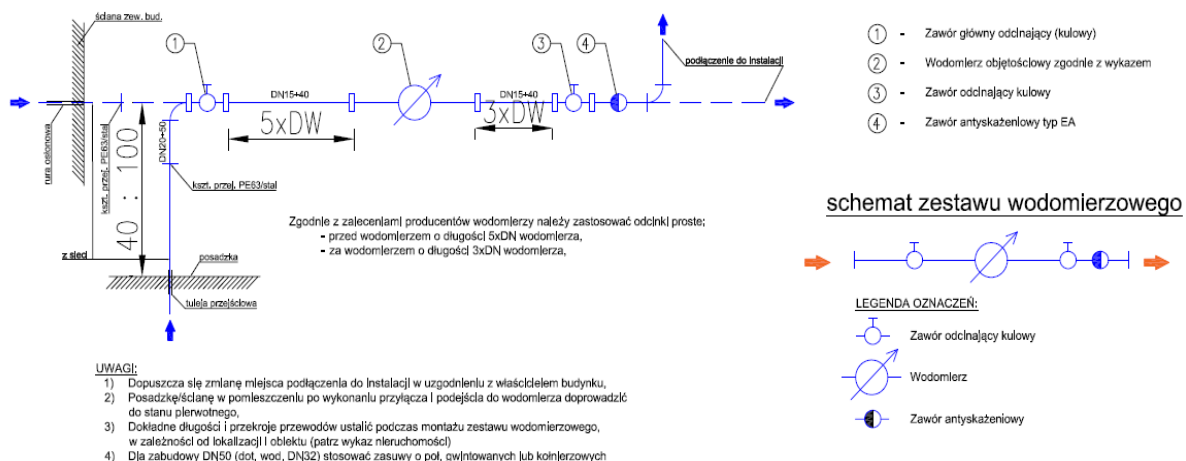 ściana zew. bud.
1
2
3
4
podłączenie do instalacji
DN15÷40
DN15÷40
5xDW
3xDW
rura osłonowa
kszt. przej. PE63/stal
40 : 100
DN20÷50
kszt. przej. PE63/stal
z sieci
posadzka
tuleja przejściowa
Zgodnie z zaleceniami producentów wodomierzy należy zastosować odcinki proste;
- przed wodomierzem o długości 5xDN wodomierza,
- za wodomierzem o długości 3xDN wodomierza,
1 - Zawór główny odcinający (kulowy)
2 - Wodomierz objętościowy zgodnie z wykazem
3 - Zawór odcinający kulowy
4 - Zawór antyskażeniowy typ EA
schemat zestawu wodomierzowego
LEGENDA OZNACZEŃ:
Zawór odcinający kulowy
Wodomierz
Zawór antyskażeniowy
UWAGI:
1) Dopuszcza się zmianę miejsca podłączenia do instalacji w uzgodnieniu z właścicielem budynku,
2) Posadzkę/ścianę w pomieszczeniu po wykonaniu przyłącza i podejścia do wodomierza doprowadzić
do stanu pierwotnego,
3) Dokładne długości i przekroje przewodów ustalić podczas montażu zestawu wodomierzowego,
w zależności od lokalizacji i obiektu (patrz wykaz nieruchomości)
4) Dla zabudowy DN50 (dot, wod, DN32) stosować zasuwy o poł, gwintowanych lub kołnierzowych